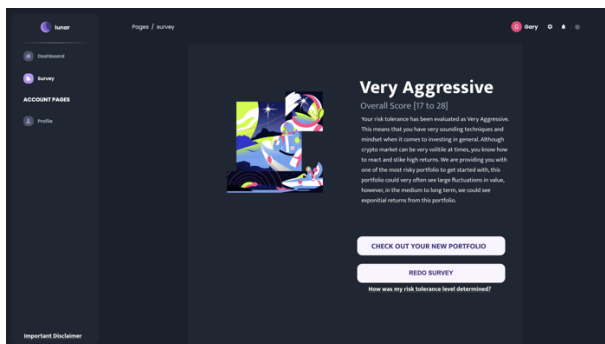 lunar
Pages / survey
G Gary
Dashboard
Survey
ACCOUNT PAGES
Profile
Very Aggressive
Overall Score [17 to 28]
Your risk tolerance has been evaluated as Very Aggressive.
This means that you have very sounding techniques and
mindset when it comes to investing in general. Although
crypto market can be very volitile at times, you know how
to react and stike high returns. We are providing you with
one of the most risky portfolio to get started with, this
portfolio could very often see large fluctuations in value,
however, in the medium to long term, we could see
exponitial returns from this portfolio.
CHECK OUT YOUR NEW PORTFOLIO
REDO SURVEY
How was my risk tolerance level determined?
Important Disclaimer